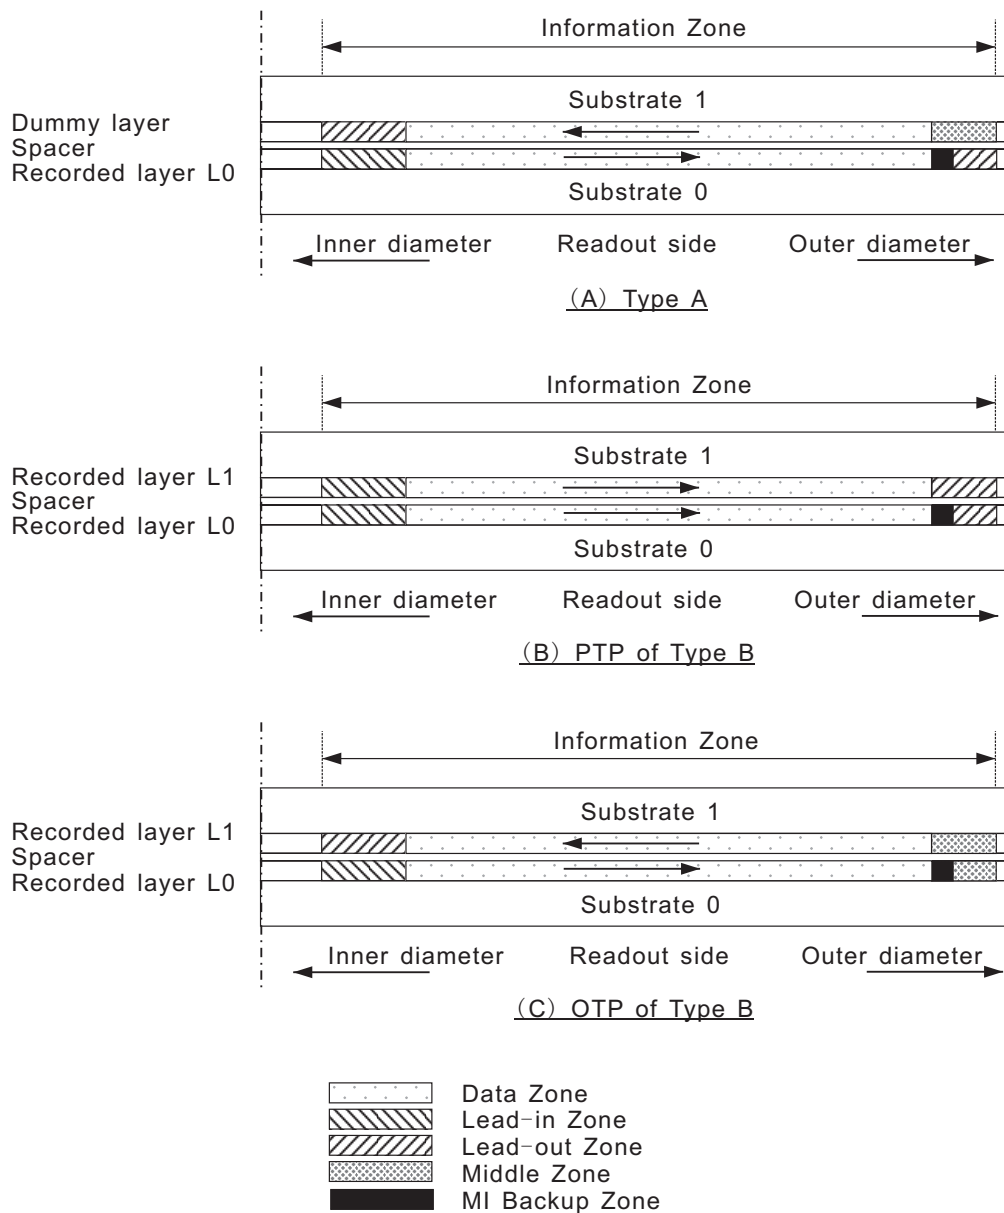 Information Zone
Substrate 1
Dummy layer
Spacer
Recorded layer L0
Substrate 0
Inner diameter Readout side Outer diameter
(A) Type A
Information Zone
Substrate 1
Recorded layer L1
Spacer
Recorded layer L0
Substrate 0
Inner diameter Readout side Outer diameter
(B) PTP of Type B
Information Zone
Substrate 1
Recorded layer L1
Spacer
Recorded layer L0
Substrate 0
Inner diameter Readout side Outer diameter
(C) OTP of Type B
Data Zone
Lead-in Zone
Lead-out Zone
Middle Zone
MI Backup Zone